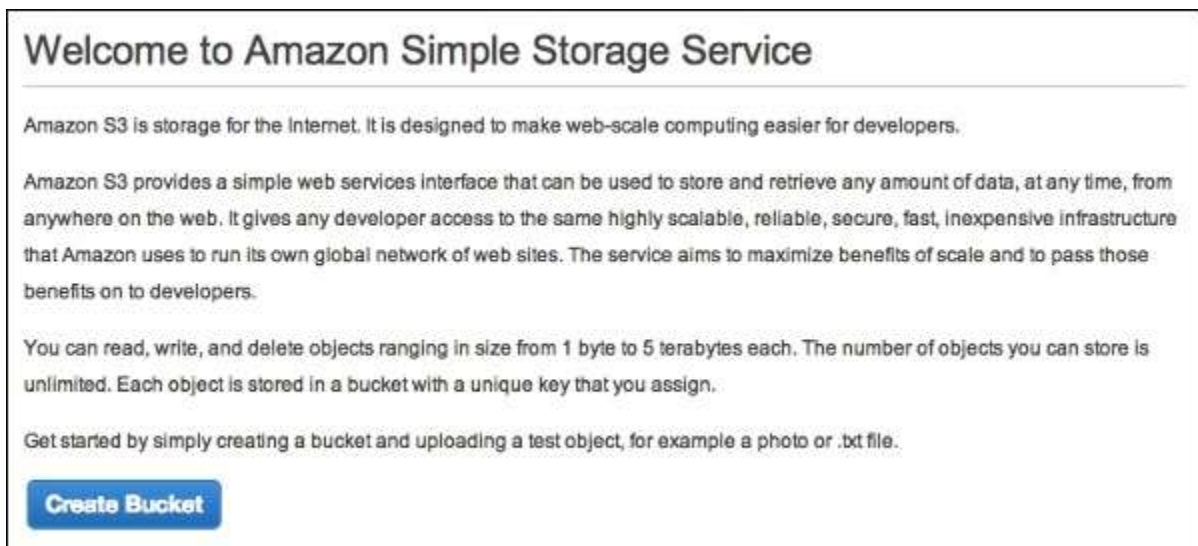 Welcome to Amazon Simple Storage Service
Amazon S3 is storage for the Internet. It is designed to make web-scale computing easier for developers.
Amazon S3 provides a simple web services interface that can be used to store and retrieve any amount of data, at any time, from
anywhere on the web. It gives any developer access to the same highly scalable, reliable, secure, fast, inexpensive infrastructure
that Amazon uses to run its own global network of web sites. The service aims to maximize benefits of scale and to pass those
benefits on to developers.
You can read, write, and delete objects ranging in size from 1 byte to 5 terabytes each. The number of objects you can store is
unlimited. Each object is stored in a bucket with a unique key that you assign.
Get started by simply creating a bucket and uploading a test object, for example a photo or .txt file.
Create Bucket